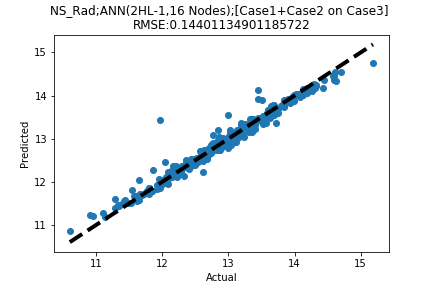 NS_Rad;ANN(2HL-1,16 Nodes);[Case1+Case2 on Case3]
RMSE:0.14401134901185722
15
14
13
12
11
Predicted
11 12 13 14 15
Actual